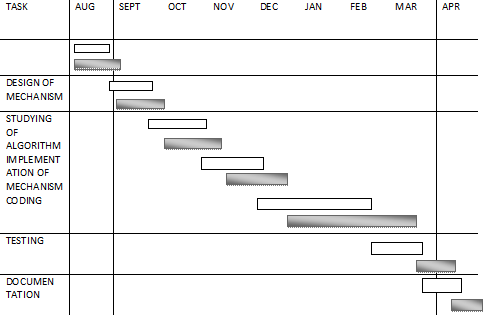 TASK AUG SEPT OCT NOV DEC JAN FEB MAR APR
DESIGN OF
MECHANISM
STUDYING
OF
ALGORITHM
IMPLEMENT
ATION OF
MECHANISM
CODING
TESTING
DOCUMEN
TATION